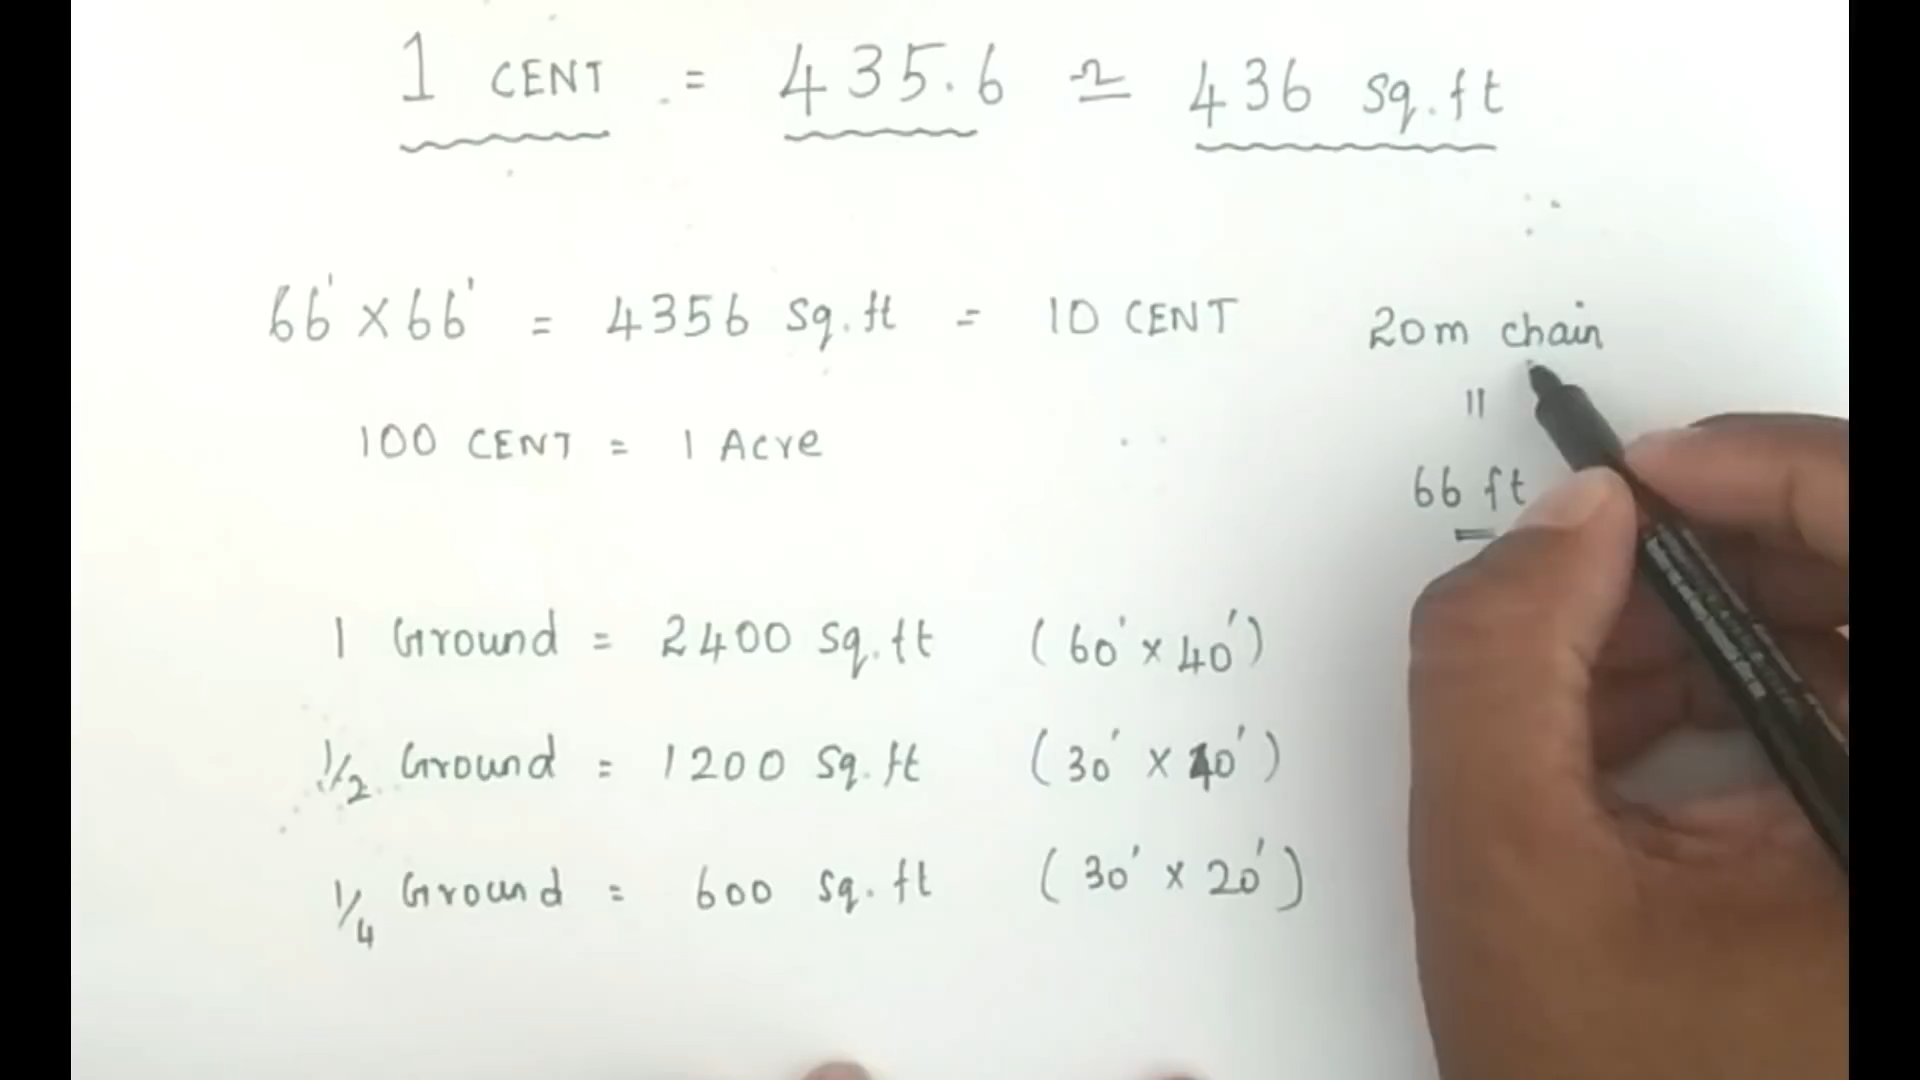 1 CENT = 435.6 ≃ 436 sq.ft
66' × 66' = 4356 sq.ft = 10 CENT
20m chain
=
66 ft
100 CENT = 1 Acre
1 Ground = 2400 sq.ft (60' × 40')
1/2 Ground = 1200 sq.ft (30' × 40')
1/4 Ground = 600 sq.ft (30' × 20')